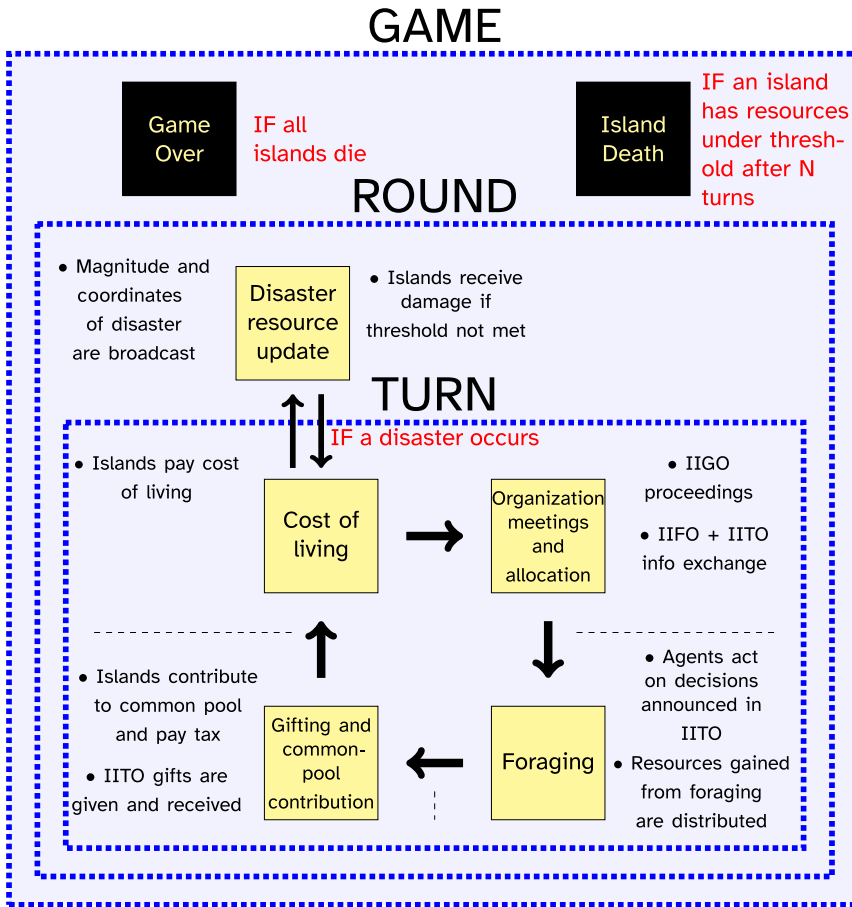 GAME
Game
Over
IF all
islands die
Island
Death
IF an island
has resources
under thresh-
old after N
turns
ROUND
• Magnitude and
coordinates
of disaster
are broadcast
Disaster
resource
update
• Islands receive
damage if
threshold not met
TURN
IF a disaster occurs
• Islands pay cost
of living
Cost of
living
Organization
meetings
and
allocation
• IIGO
proceedings
• IIFO + IITO
info exchange
• Islands contribute
to common pool
and pay tax
• IITO gifts are
given and received
Gifting and
common-
pool
contribution
Foraging
• Agents act
on decisions
announced in
IITO
• Resources gained
from foraging
are distributed